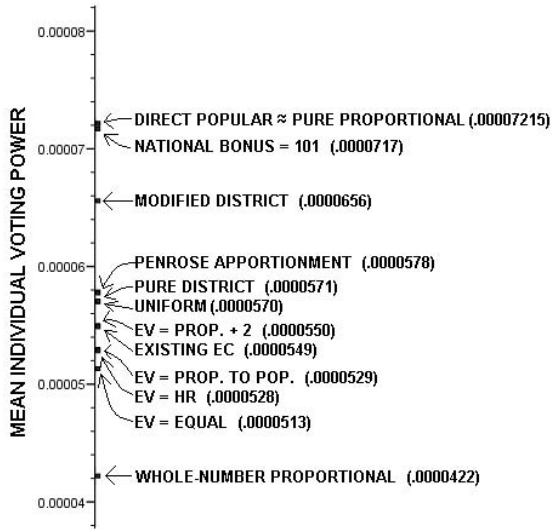 0.00008
DIRECT POPULAR ≈ PURE PROPORTIONAL (.00007215)
0.00007
NATIONAL BONUS = 101 (.0000717)
MODIFIED DISTRICT (.0000656)
PENROSE APPORTIONMENT (.0000578)
0.00006
PURE DISTRICT (.0000571)
UNIFORM (.0000570)
EV = PROP. + 2 (.0000550)
EXISTING EC (.0000549)
EV = PROP. TO POP. (.0000529)
0.00005
EV = HR (.0000528)
EV = EQUAL (.0000513)
WHOLE-NUMBER PROPORTIONAL (.0000422)
0.00004
MEAN INDIVIDUAL VOTING POWER